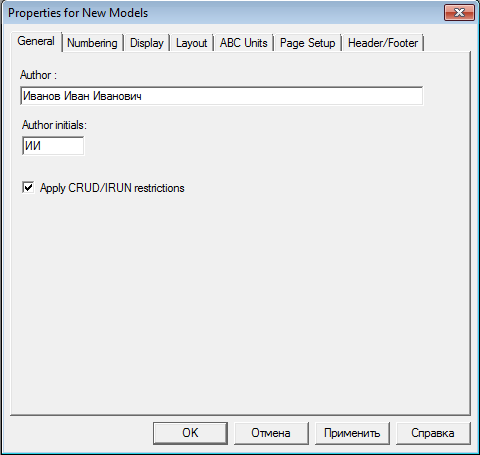 Properties for New Models
General Numbering Display Layout ABC Units Page Setup Header/Footer
Author :
Иванов Иван Иванович
Author initials:
ИИ
Apply CRUD/IRUN restrictions
OK Отмена Применить Справка